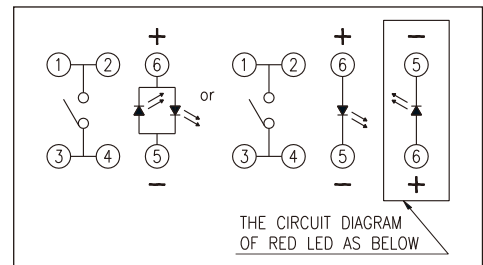 + + −
1 2 6 1 2 6 5
or
3 4 5 3 4 5 6
− − +
THE CIRCUIT DIAGRAM
OF RED LED AS BELOW